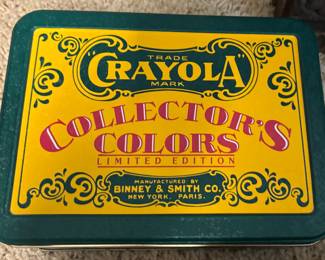 TRADE
"CRAYOLA"
MARK
COLLECTOR'S
COLORS
LIMITED EDITION
MANUFACTURED BY
BINNEY & SMITH CO.
NEW YORK. PARIS.